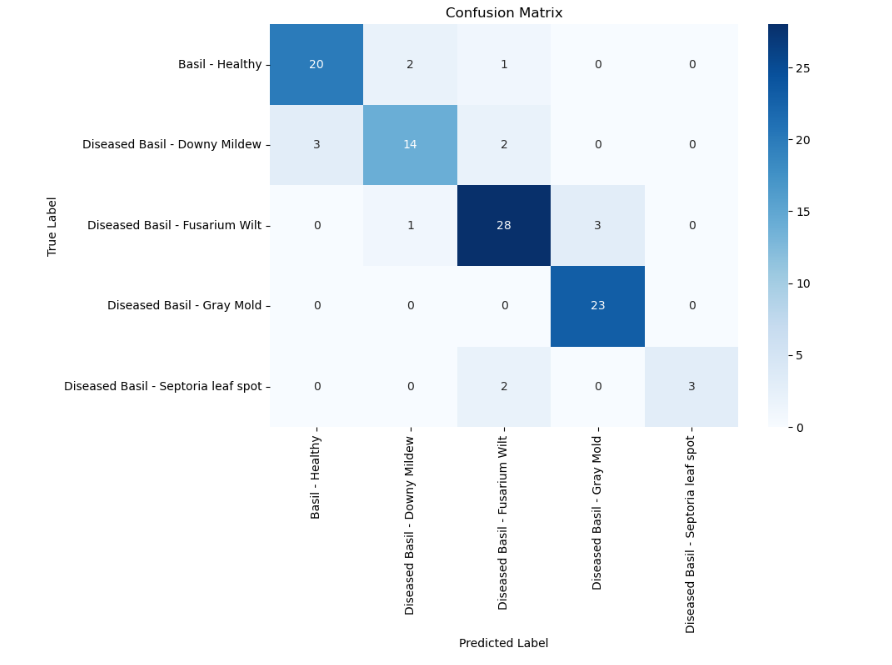 Confusion Matrix
Basil - Healthy 20 2 1 0 0
Diseased Basil - Downy Mildew 3 14 2 0 0
Diseased Basil - Fusarium Wilt 0 1 28 3 0
Diseased Basil - Gray Mold 0 0 0 23 0
Diseased Basil - Septoria leaf spot 0 0 2 0 3
True Label
Basil - Healthy
Diseased Basil - Downy Mildew
Diseased Basil - Fusarium Wilt
Diseased Basil - Gray Mold
Diseased Basil - Septoria leaf spot
Predicted Label
25
20
15
10
5
0